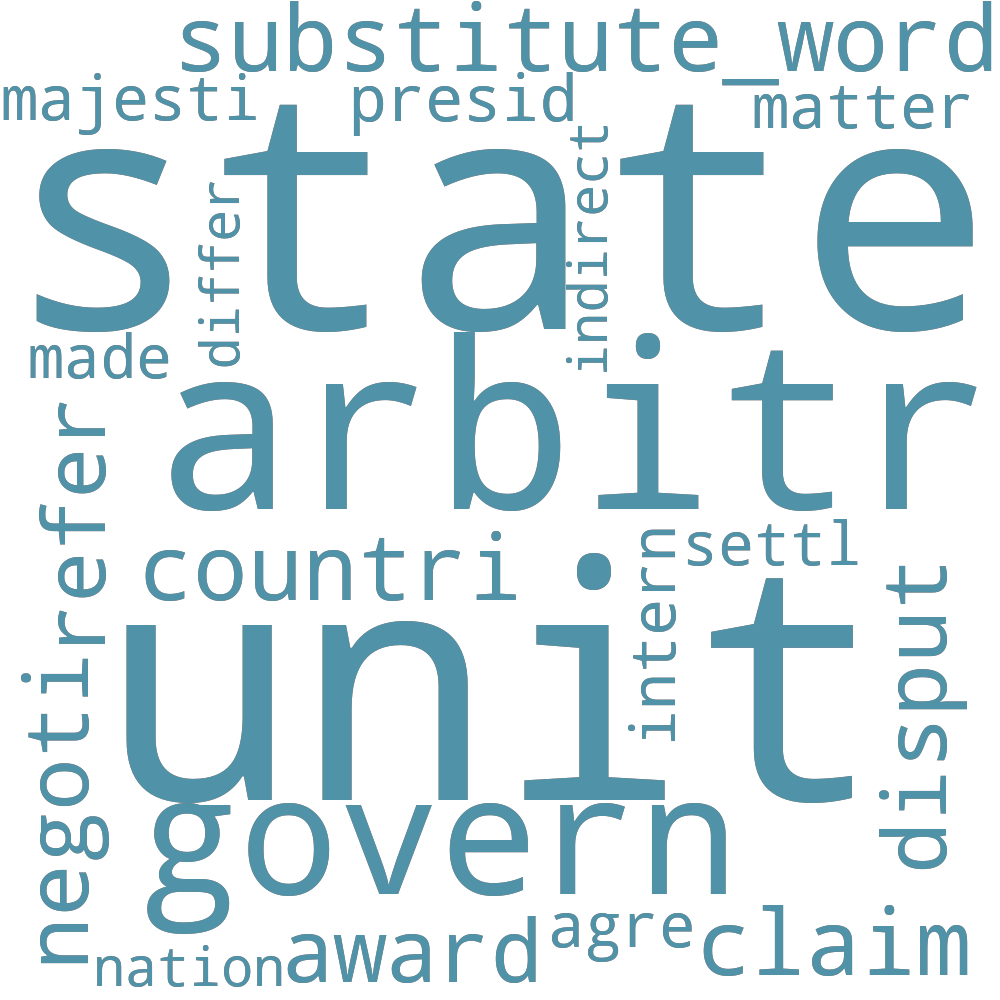 substitute_word
majesti
presid
matter
state
differ
indirect
made
arbitr
refer
countri
intern
settl
unit
disput
negoti
govern
agre
award
claim
nation